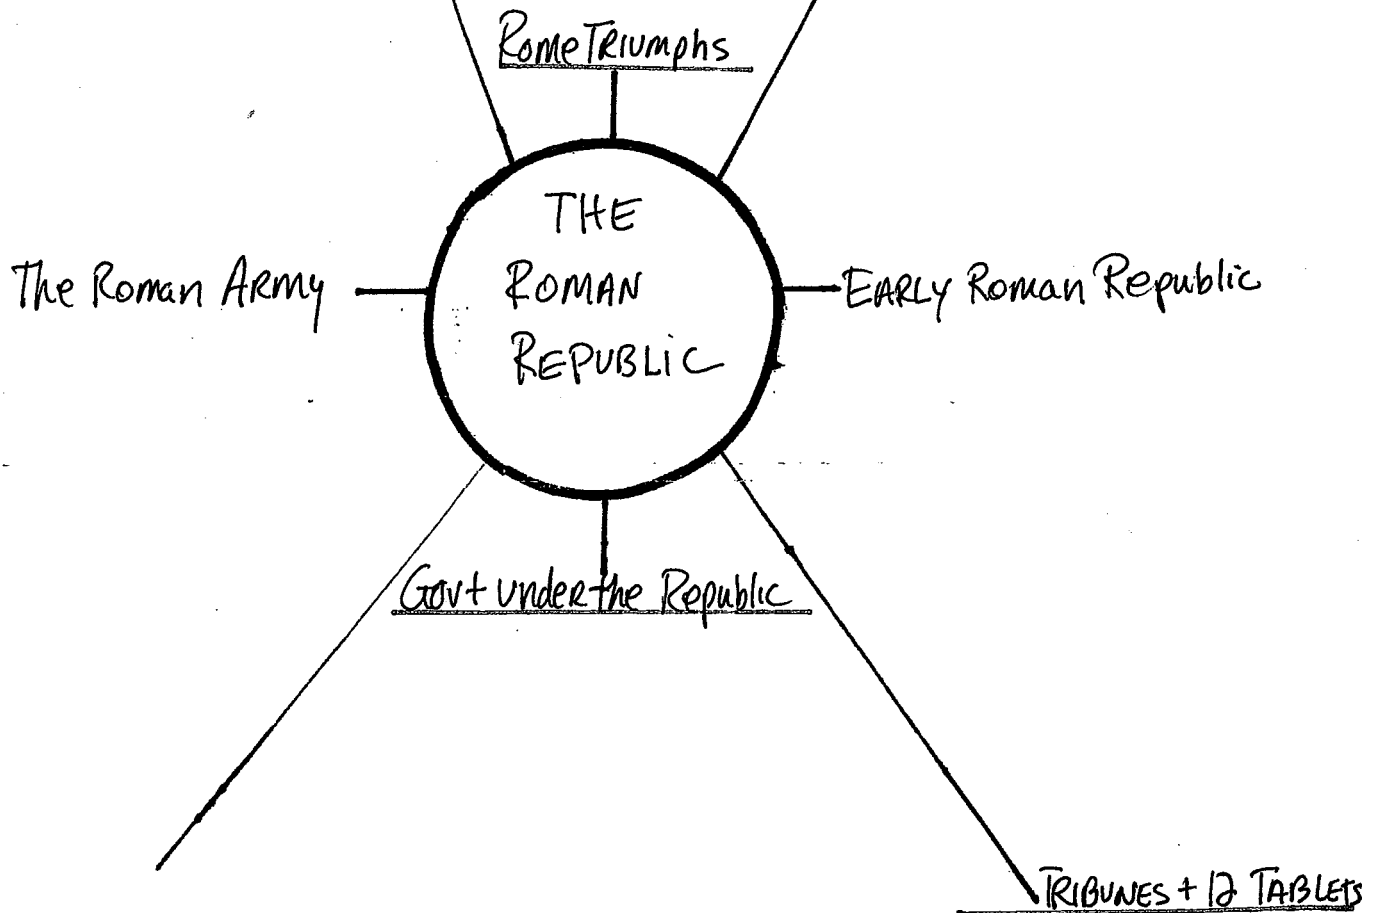 Rome Triumphs
THE
ROMAN
REPUBLIC
The Roman Army
EARLY Roman Republic
Govt under the Republic
TRIBUNES + 12 TABLETS